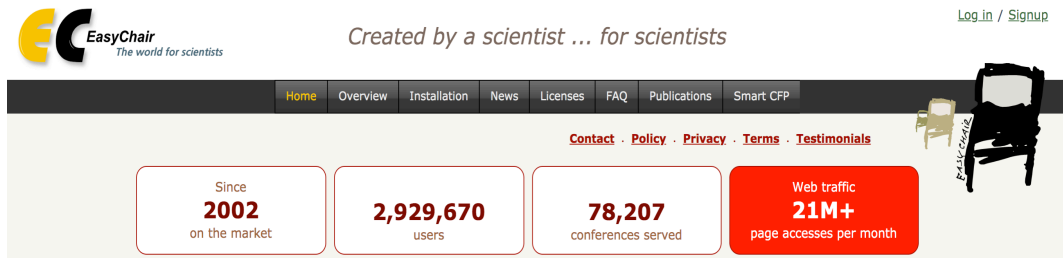 EC EasyChair
The world for scientists
Created by a scientist ... for scientists
Log in / Signup
Home Overview Installation News Licenses FAQ Publications Smart CFP
EASYCHAIR
Contact . Policy . Privacy . Terms . Testimonials
Since
2002
on the market
2,929,670
users
78,207
conferences served
Web traffic
21M+
page accesses per month